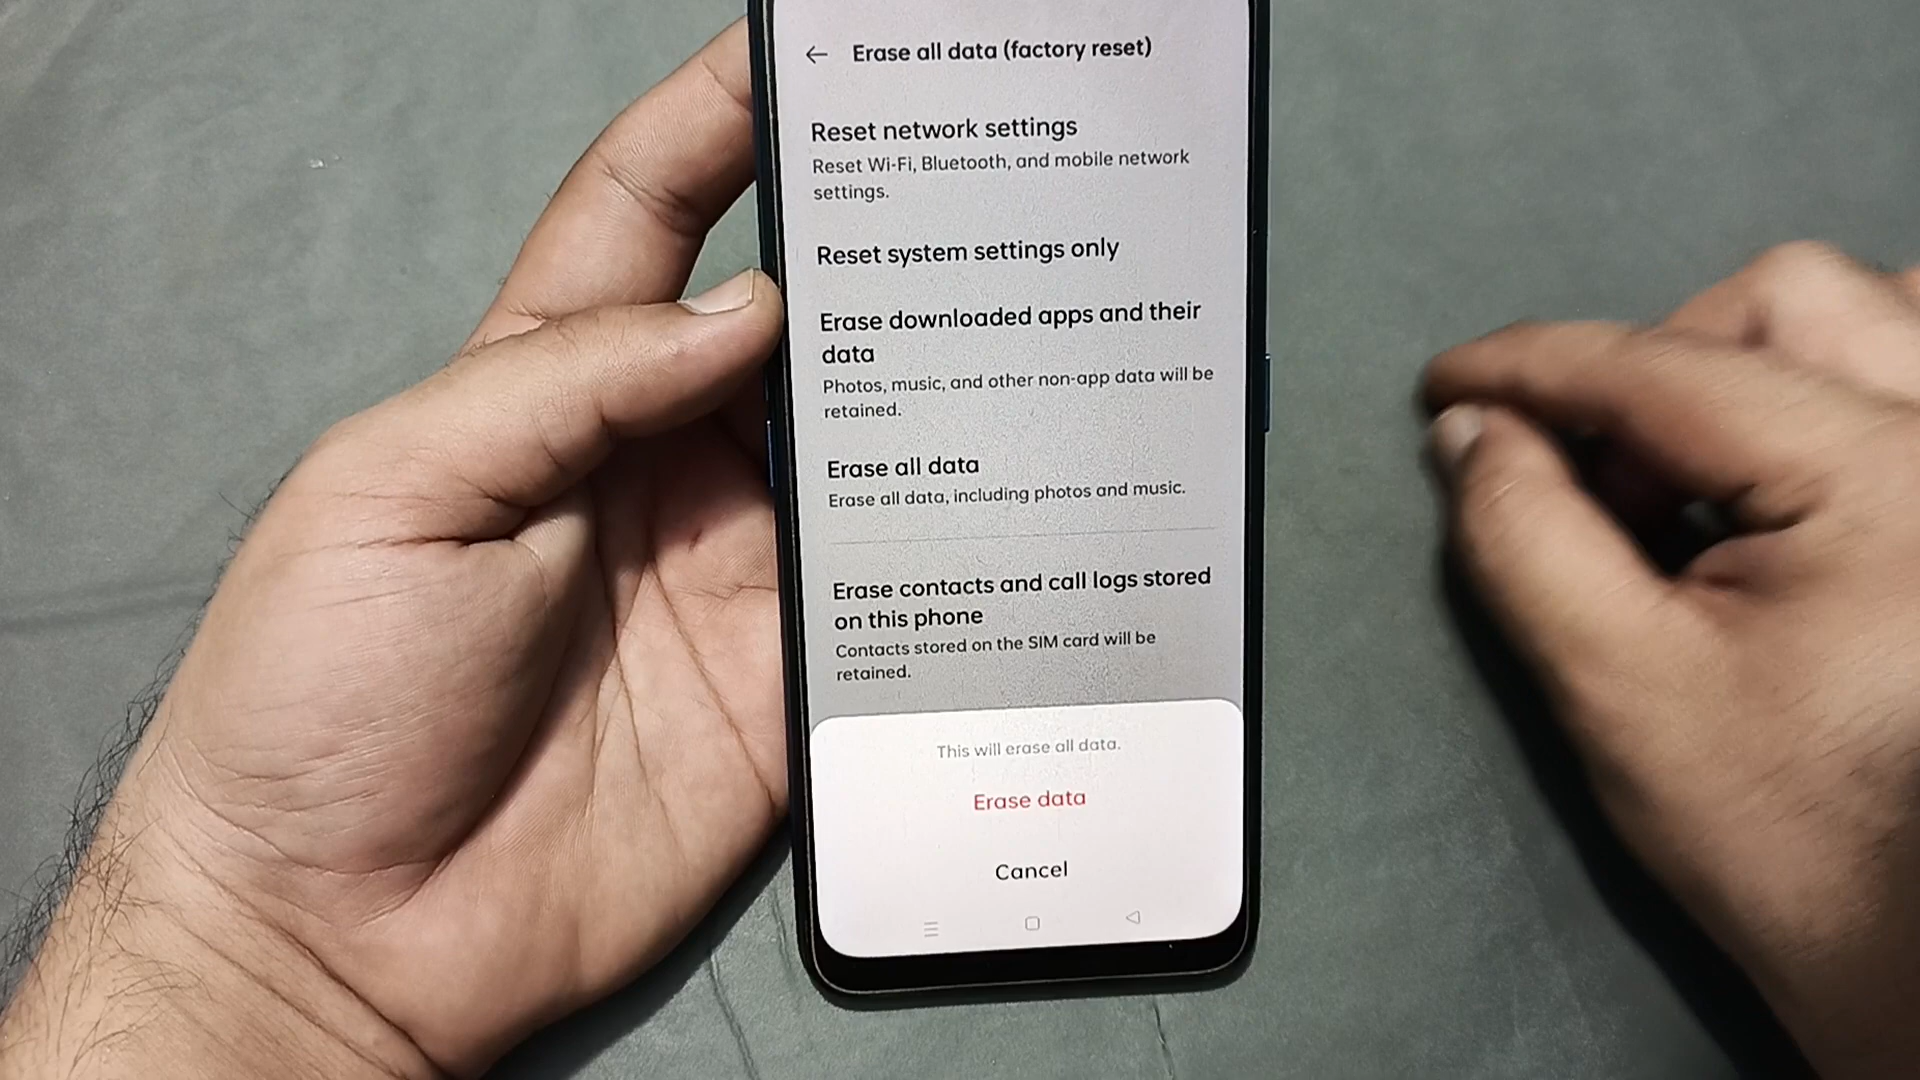 Erase all data (factory reset)
Reset network settings
Reset Wi-Fi, Bluetooth, and mobile network
settings.
Reset system settings only
Erase downloaded apps and their
data
Photos, music, and other non-app data will be
retained.
Erase all data
Erase all data, including photos and music.
Erase contacts and call logs stored
on this phone
Contacts stored on the SIM card will be
retained.
This will erase all data.
Erase data
Cancel